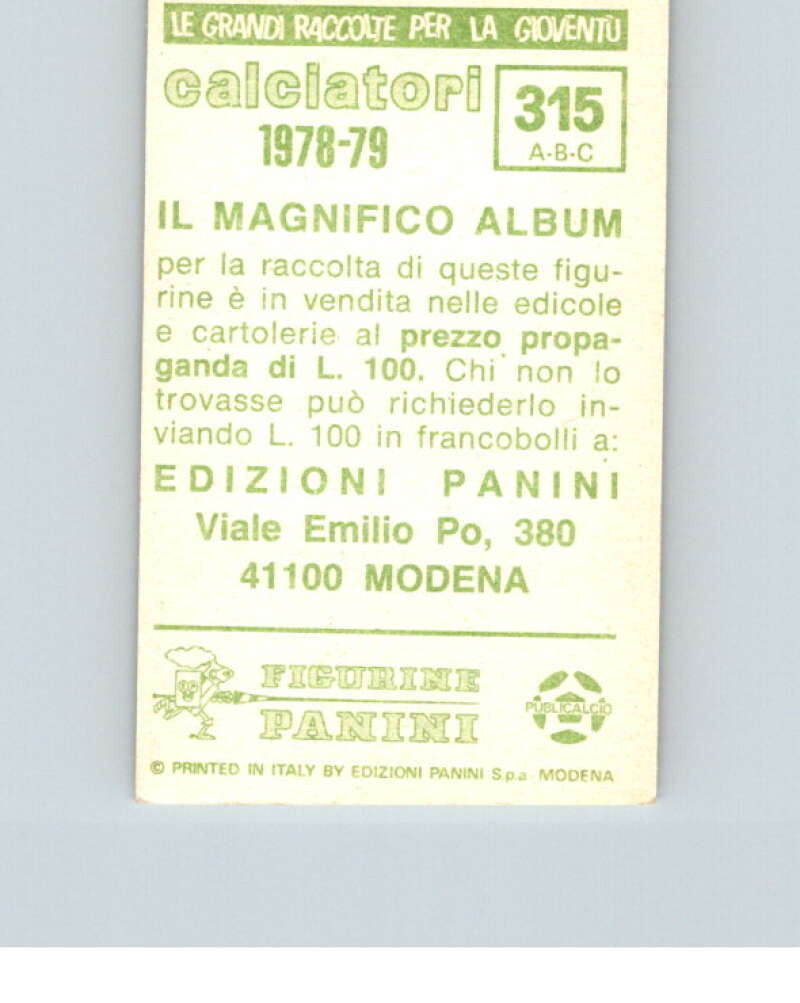 LE GRANDI RACCOLTE PER LA GIOVENTÙ
calciatori
1978-79
315
A-B-C
IL MAGNIFICO ALBUM
per la raccolta di queste figu-
rine è in vendita nelle edicole
e cartolerie al prezzo propa-
ganda di L. 100. Chi non lo
trovasse può richiederlo in-
viando L. 100 in francobolli a:
EDIZIONI PANINI
Viale Emilio Po, 380
41100 MODENA
FIGURINE
PANINI
PUBLICALCIO
© PRINTED IN ITALY BY EDIZIONI PANINI S.p.a. MODENA